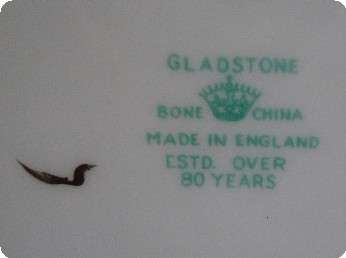 GLADSTONE
BONE CHINA
MADE IN ENGLAND
ESTD. OVER
80 YEARS